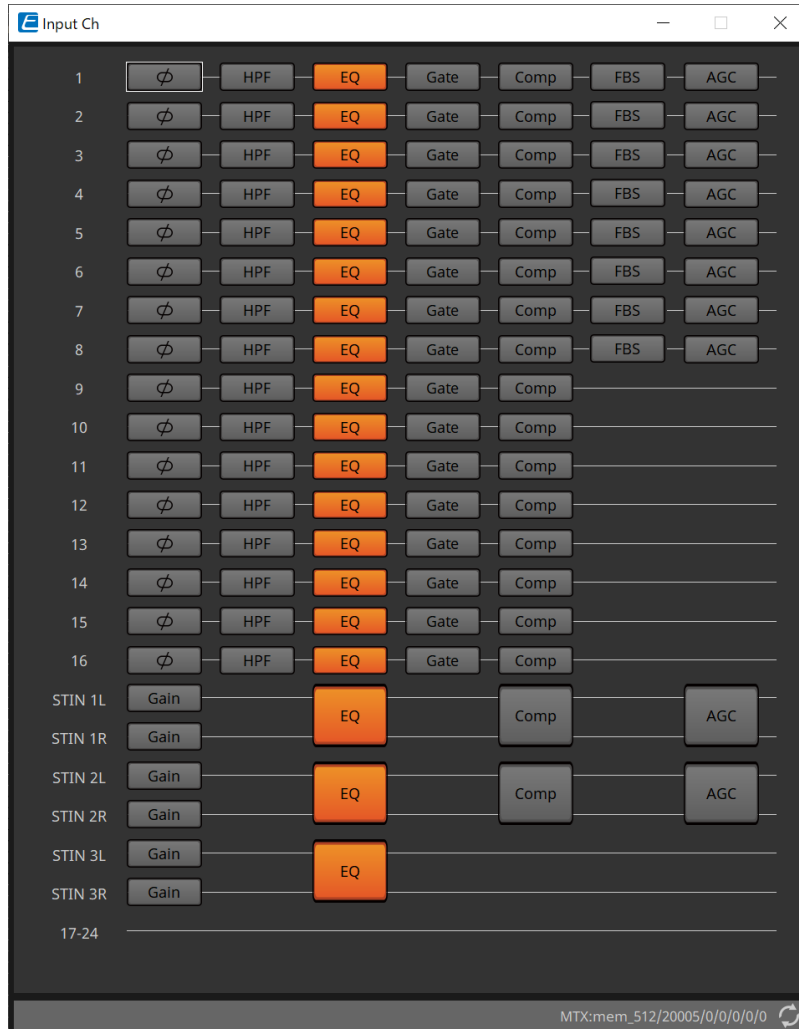 Input Ch
1 ϕ HPF EQ Gate Comp FBS AGC
2 ϕ HPF EQ Gate Comp FBS AGC
3 ϕ HPF EQ Gate Comp FBS AGC
4 ϕ HPF EQ Gate Comp FBS AGC
5 ϕ HPF EQ Gate Comp FBS AGC
6 ϕ HPF EQ Gate Comp FBS AGC
7 ϕ HPF EQ Gate Comp FBS AGC
8 ϕ HPF EQ Gate Comp FBS AGC
9 ϕ HPF EQ Gate Comp
10 ϕ HPF EQ Gate Comp
11 ϕ HPF EQ Gate Comp
12 ϕ HPF EQ Gate Comp
13 ϕ HPF EQ Gate Comp
14 ϕ HPF EQ Gate Comp
15 ϕ HPF EQ Gate Comp
16 ϕ HPF EQ Gate Comp
STIN 1L Gain
EQ Comp AGC
STIN 1R Gain
STIN 2L Gain
EQ Comp AGC
STIN 2R Gain
STIN 3L Gain
EQ
STIN 3R Gain
17-24
MTX:mem_512/20005/0/0/0/0/0